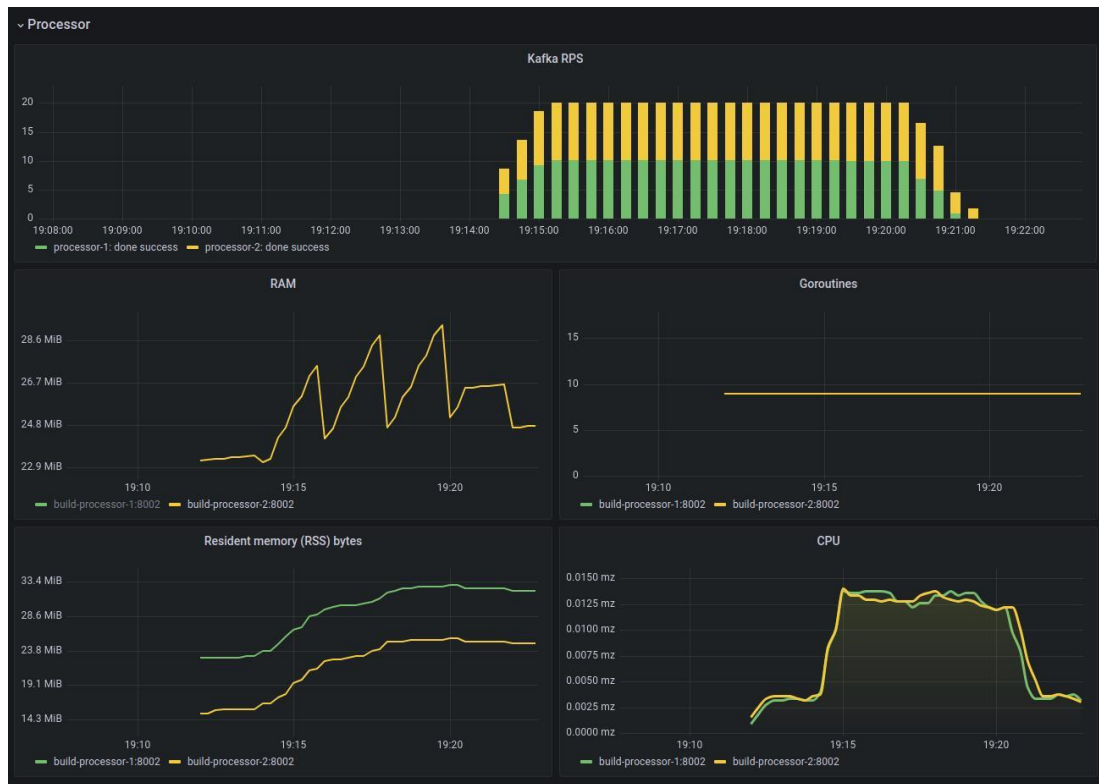 Processor
Kafka RPS
20
15
10
5
0
19:08:00 19:09:00 19:10:00 19:11:00 19:12:00 19:13:00 19:14:00 19:15:00 19:16:00 19:17:00 19:18:00 19:19:00 19:20:00 19:21:00 19:22:00
processor-1: done success processor-2: done success
RAM
28.6 MiB
26.7 MiB
24.8 MiB
22.9 MiB
19:10 19:15 19:20
build-processor-1:8002 build-processor-2:8002
Goroutines
15
10
5
0
19:10 19:15 19:20
build-processor-1:8002 build-processor-2:8002
Resident memory (RSS) bytes
33.4 MiB
28.6 MiB
23.8 MiB
19.1 MiB
14.3 MiB
19:10 19:15 19:20
build-processor-1:8002 build-processor-2:8002
CPU
0.0150 mz
0.0125 mz
0.0100 mz
0.0075 mz
0.0050 mz
0.0025 mz
0.0000 mz
19:10 19:15 19:20
build-processor-1:8002 build-processor-2:8002